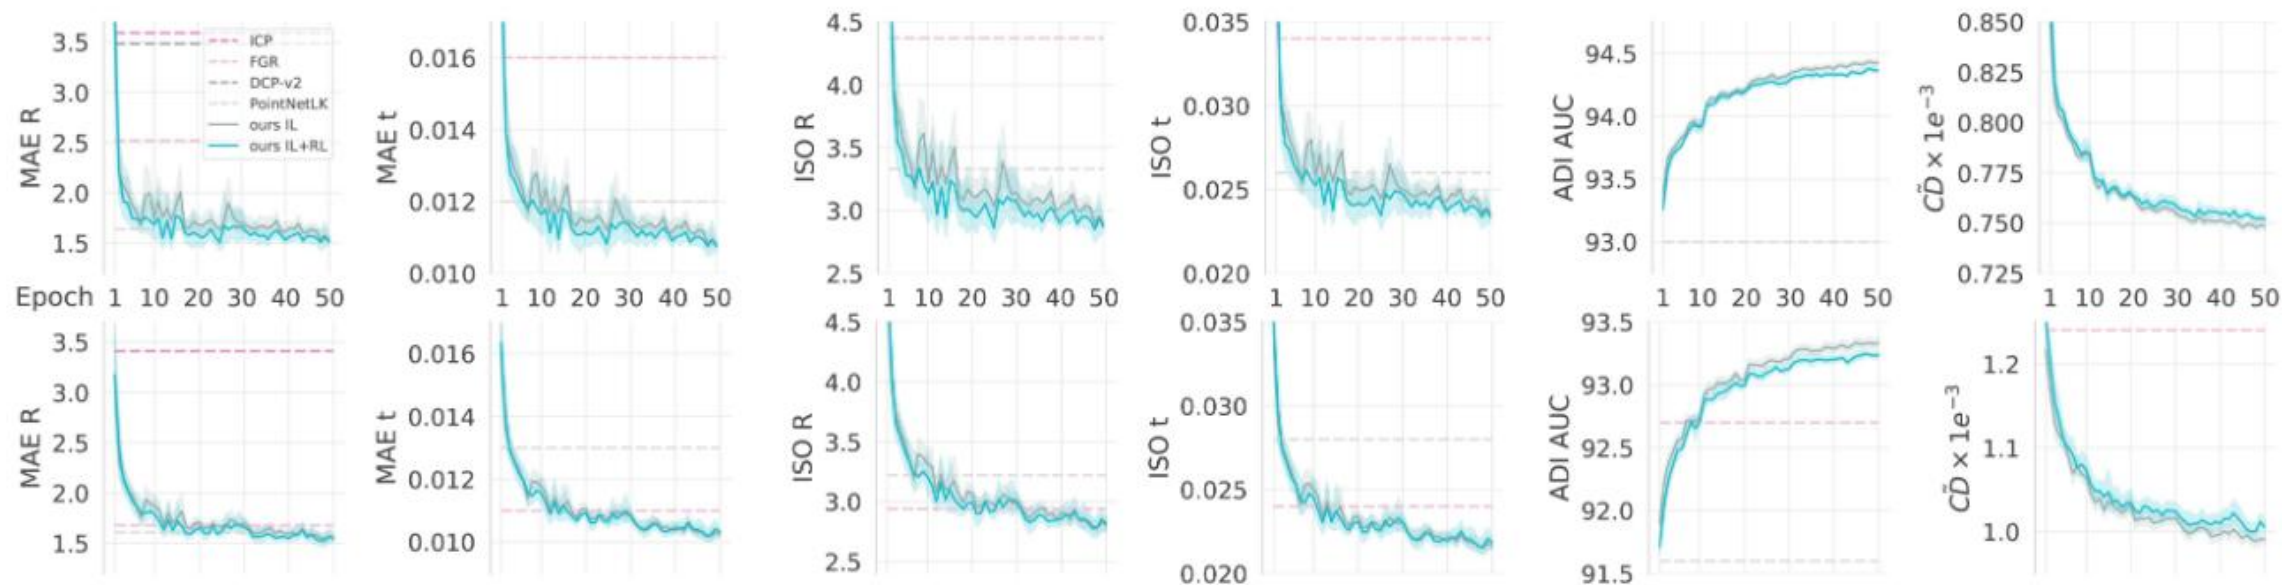 MAE R
3.5
3.0
2.5
2.0
1.5
ICP
FGR
DCP-v2
PointNetLK
ours IL
ours IL+RL
MAE t
0.016
0.014
0.012
0.010
ISO R
4.5
4.0
3.5
3.0
2.5
ISO t
0.035
0.030
0.025
0.020
ADI AUC
94.5
94.0
93.5
93.0
C̃D × 1e⁻³
0.850
0.825
0.800
0.775
0.750
0.725
Epoch 1 10 20 30 40 50
1 10 20 30 40 50
1 10 20 30 40 50
1 10 20 30 40 50
1 10 20 30 40 50
1 10 20 30 40 50
MAE R
3.5
3.0
2.5
2.0
1.5
MAE t
0.016
0.014
0.012
0.010
ISO R
4.5
4.0
3.5
3.0
2.5
ISO t
0.035
0.030
0.025
0.020
ADI AUC
93.5
93.0
92.5
92.0
91.5
C̃D × 1e⁻³
1.2
1.1
1.0